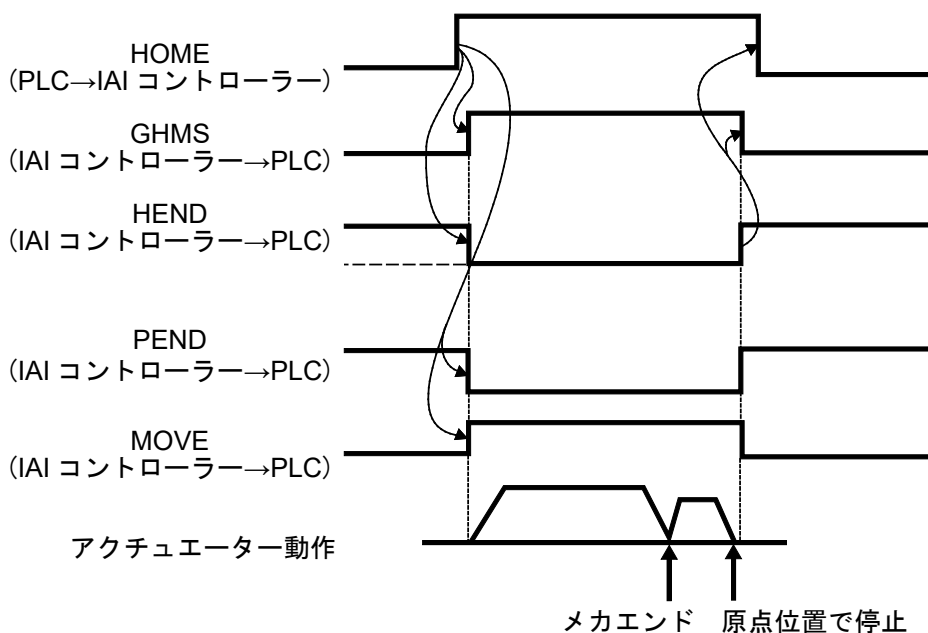 HOME
(PLC→IAI コントローラー)
GHMS
(IAI コントローラー→PLC)
HEND
(IAI コントローラー→PLC)
PEND
(IAI コントローラー→PLC)
MOVE
(IAI コントローラー→PLC)
アクチュエーター動作
メカエンド 原点位置で停止